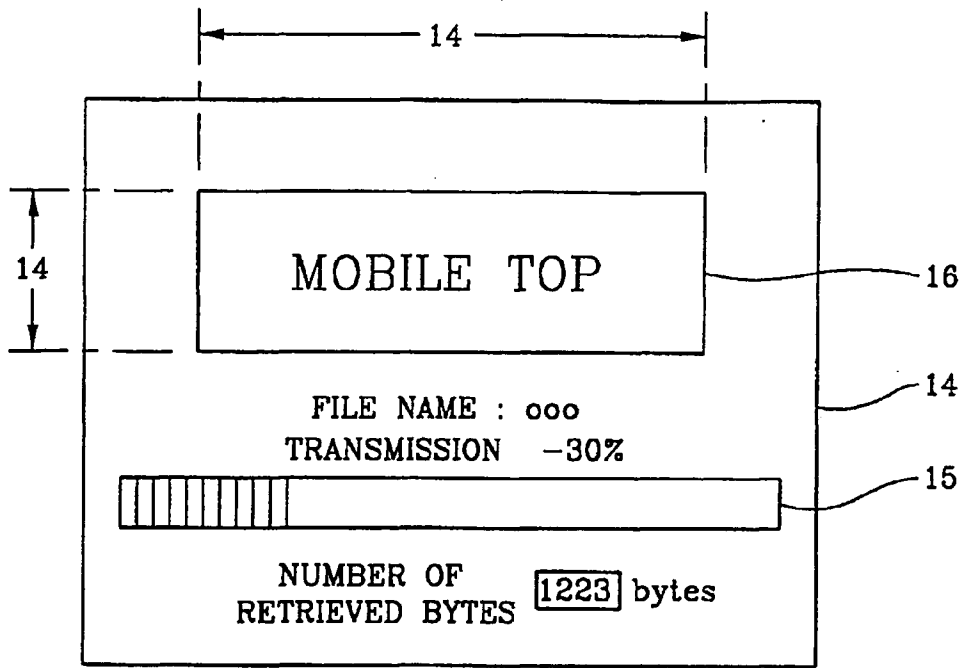 14
14
MOBILE TOP
16
14
FILE NAME : ooo
TRANSMISSION -30%
15
NUMBER OF
RETRIEVED BYTES 1223 bytes